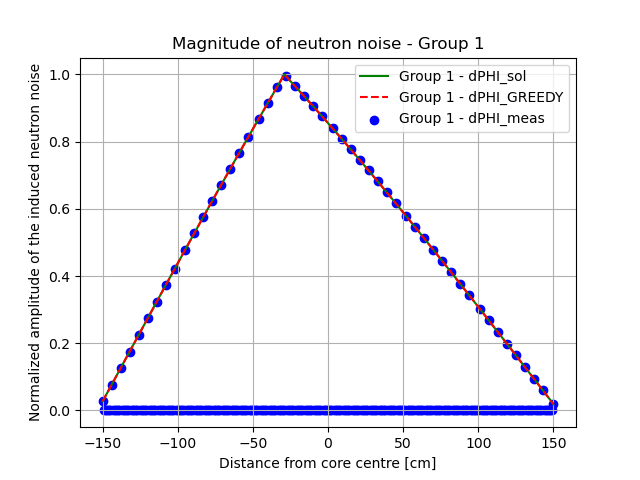 Magnitude of neutron noise - Group 1
Normalized amplitude of the induced neutron noise
1.0
0.8
0.6
0.4
0.2
0.0
Group 1 - dPHI_sol
Group 1 - dPHI_GREEDY
Group 1 - dPHI_meas
−150
−100
−50
0
50
100
150
Distance from core centre [cm]